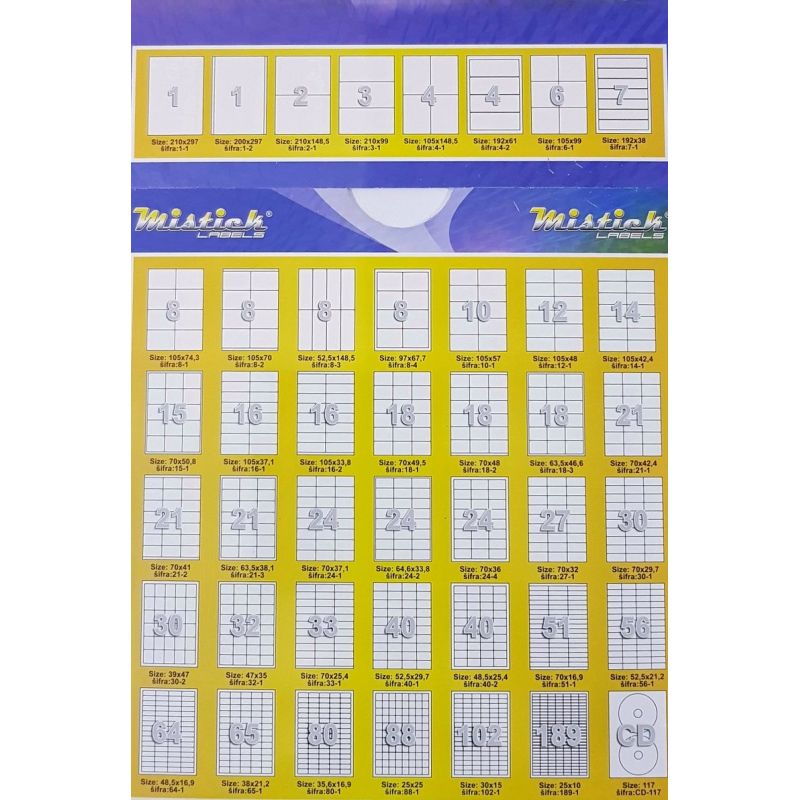 1 1 2 3 4 4 6 7
Size: 210x297 Size: 200x297 Size: 210x148,5 Size: 210x99 Size: 105x148,5 Size: 192x61 Size: 105x99 Size: 192x38
šifra:1-1 šifra:1-2 šifra:2-1 šifra:3-1 šifra:4-1 šifra:4-2 šifra:6-1 šifra:7-1
Mistick® Mistick®
LABELS LABELS
8 8 8 8 10 12 14
Size: 105x74,3 Size: 105x70 Size: 52,5x148,5 Size: 97x67,7 Size: 105x57 Size: 105x48 Size: 105x42,4
šifra:8-1 šifra:8-2 šifra:8-3 šifra:8-4 šifra:10-1 šifra:12-1 šifra:14-1
15 16 16 18 18 18 21
Size: 70x50,8 Size: 105x37,1 Size: 105x33,8 Size: 70x49,5 Size: 70x48 Size: 63,5x46,6 Size: 70x42,4
šifra:15-1 šifra:16-1 šifra:16-2 šifra:18-1 šifra:18-2 šifra:18-3 šifra:21-1
21 21 24 24 24 27 30
Size: 70x41 Size: 63,5x38,1 Size: 70x37,1 Size: 64,6x33,8 Size: 70x36 Size: 70x32 Size: 70x29,7
šifra:21-2 šifra:21-3 šifra:24-1 šifra:24-2 šifra:24-4 šifra:27-1 šifra:30-1
30 32 33 40 40 51 56
Size: 39x47 Size: 47x35 Size: 70x25,4 Size: 52,5x29,7 Size: 48,5x25,4 Size: 70x16,9 Size: 52,5x21,2
šifra:30-2 šifra:32-1 šifra:33-1 šifra:40-1 šifra:40-2 šifra:51-1 šifra:56-1
64 65 80 88 102 189 CD
Size: 48,5x16,9 Size: 38x21,2 Size: 35,6x16,9 Size: 25x25 Size: 30x15 Size: 25x10 Size: 117
šifra:64-1 šifra:65-1 šifra:80-1 šifra:88-1 šifra:102-1 šifra:189-1 šifra:CD-117